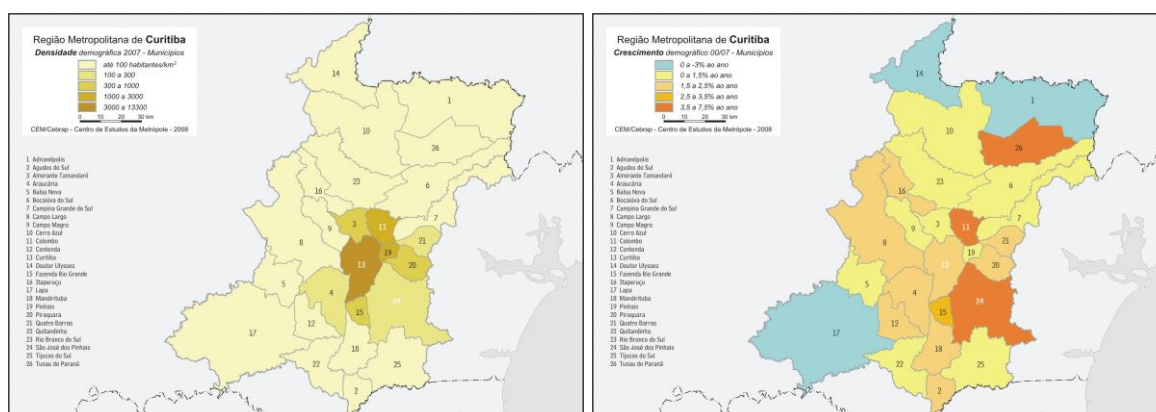 Região Metropolitana de Curitiba
Densidade demográfica 2007 - Municípios
até 100 habitantes/km²
100 a 300
300 a 1000
1000 a 3000
3000 a 13300
0 10 20 30 km
CEM/Cebrap - Centro de Estudos da Metrópole - 2008
1 Adrianópolis
2 Agudos do Sul
3 Almirante Tamandaré
4 Araucária
5 Balsa Nova
6 Bocaiúva do Sul
7 Campina Grande do Sul
8 Campo Largo
9 Campo Magro
10 Cerro Azul
11 Colombo
12 Contenda
13 Curitiba
14 Doutor Ulysses
15 Fazenda Rio Grande
16 Itaperuçu
17 Lapa
18 Mandirituba
19 Pinhais
20 Piraquara
21 Quatro Barras
22 Quitandinha
23 Rio Branco do Sul
24 São José dos Pinhais
25 Tijucas do Sul
26 Tunas do Paraná
14
1
10
26
23
6
16
7
3
11
9
21
8
19
13
20
5
4
24
15
17
12
18
22
25
2
Região Metropolitana de Curitiba
Crescimento demográfico 00/07 - Municípios
0 a -3% ao ano
0 a 1,5% ao ano
1,5 a 2,5% ao ano
2,5 a 3,5% ao ano
3,5 a 7,5% ao ano
0 10 20 30 km
CEM/Cebrap - Centro de Estudos da Metrópole - 2008
1 Adrianópolis
2 Agudos do Sul
3 Almirante Tamandaré
4 Araucária
5 Balsa Nova
6 Bocaiúva do Sul
7 Campina Grande do Sul
8 Campo Largo
9 Campo Magro
10 Cerro Azul
11 Colombo
12 Contenda
13 Curitiba
14 Doutor Ulysses
15 Fazenda Rio Grande
16 Itaperuçu
17 Lapa
18 Mandirituba
19 Pinhais
20 Piraquara
21 Quatro Barras
22 Quitandinha
23 Rio Branco do Sul
24 São José dos Pinhais
25 Tijucas do Sul
26 Tunas do Paraná
14
1
10
26
23
6
16
7
3
11
9
21
8
19
13
20
5
4
24
15
17
12
18
22
25
2